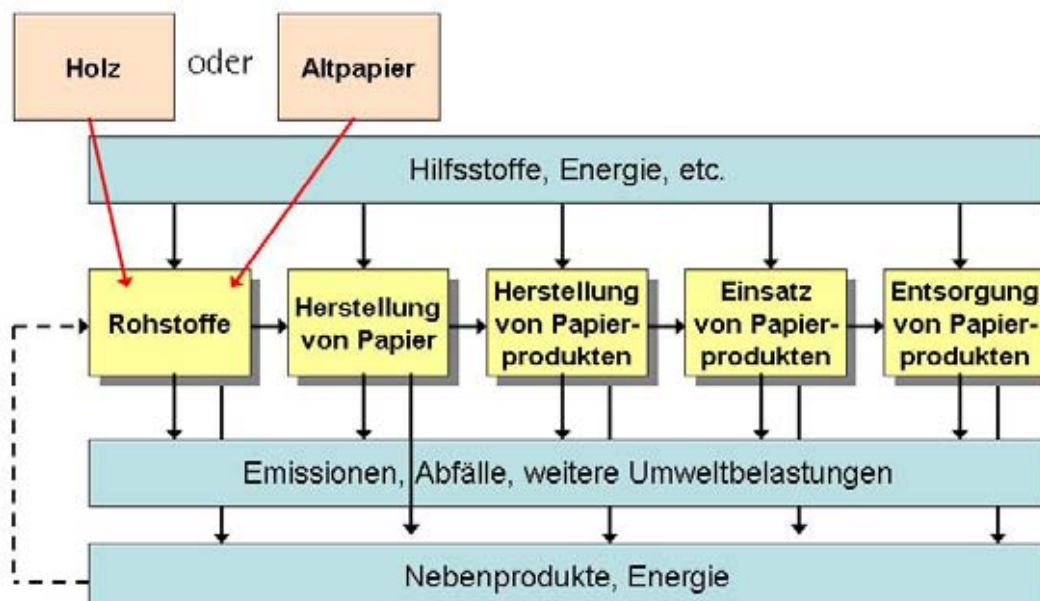 Holz
oder
Altpapier
Hilfsstoffe, Energie, etc.
Rohstoffe
Herstellung
von Papier
Herstellung
von Papier-
produkten
Einsatz
von Papier-
produkten
Entsorgung
von Papier-
produkten
Emissionen, Abfälle, weitere Umweltbelastungen
Nebenprodukte, Energie